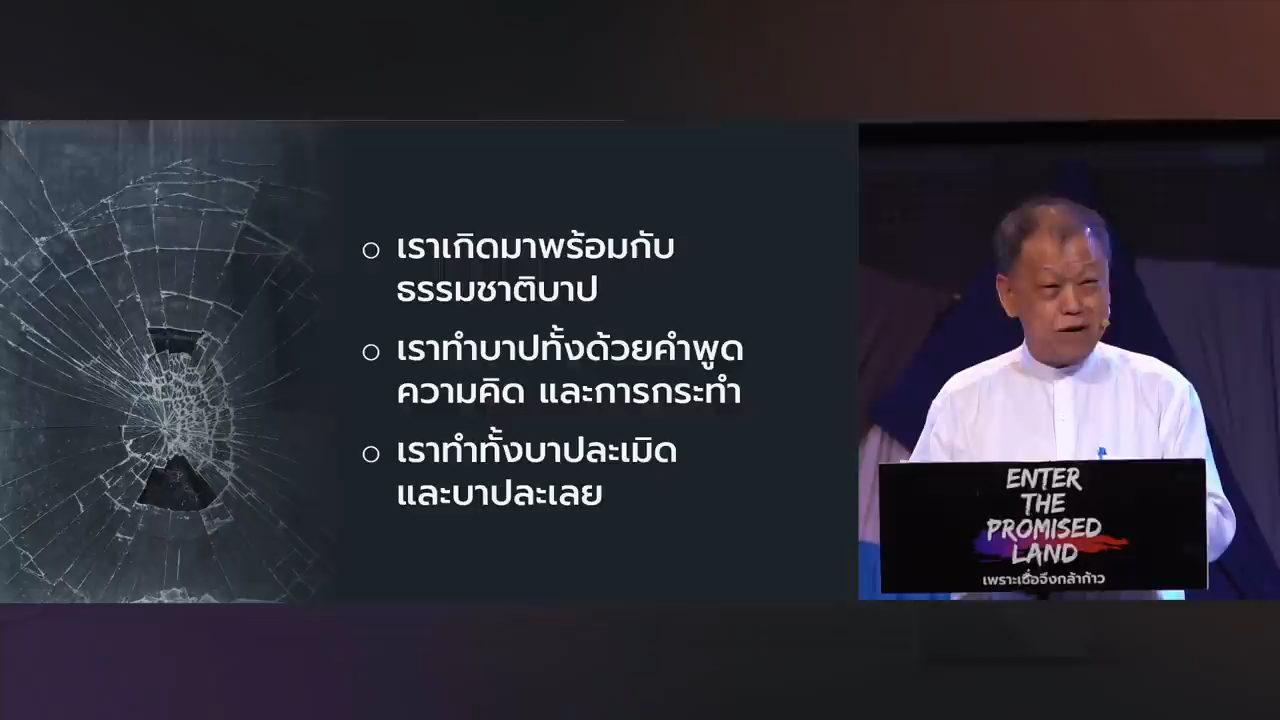 เราเกิดมาพร้อมกับ
ธรรมชาติบาป
เราทำบาปทั้งด้วยคำพูด
ความคิด และการกระทำ
เราทำทั้งบาปละเมิด
และบาปละเลย
ENTER
THE
PROMISED
LAND
เพราะเชื่อจึงกล้าก้าว